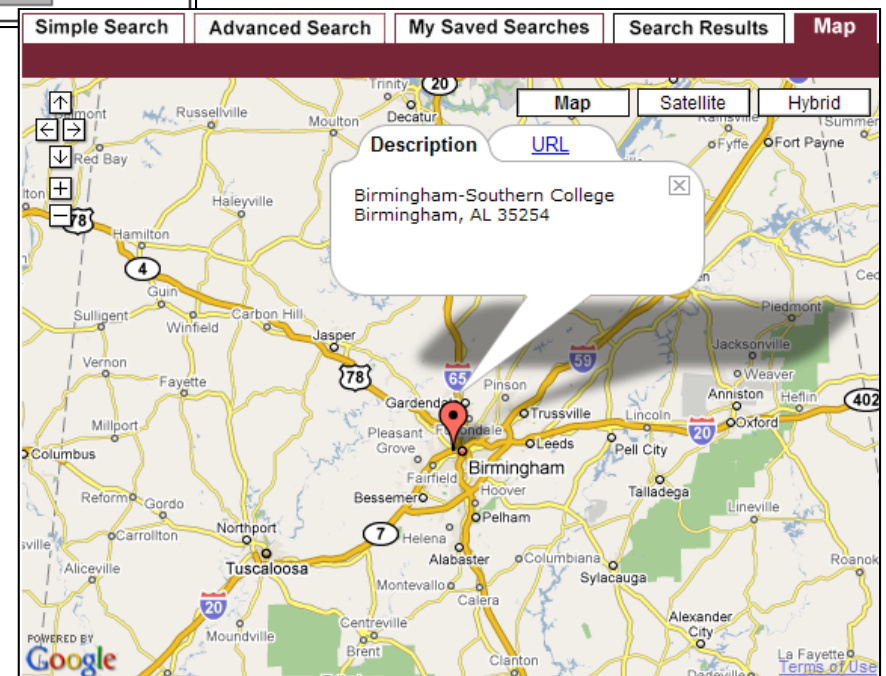 Simple Search
Advanced Search
My Saved Searches
Search Results
Map
Trinity
20
Decatur
Map
Satellite
Hybrid
Russellville
Moulton
Red Bay
Description
URL
Fyffe
Fort Payne
Birmingham-Southern College
Birmingham, AL 35254
Haleyville
78
Hamilton
4
Guin
Sulligent
Winfield
Carbon Hill
Piedmont
Jasper
Jacksonville
59
Vernon
78
65
Weaver
Fayette
Pinson
Anniston
Heflin
402
Trussville
Lincoln
20
Oxford
Millport
Pleasant
Grove
Leeds
Pell City
Columbus
Birmingham
Fairfield
Talladega
Reform
Gordo
Bessemer
Hoover
Lineville
Northport
Pelham
Carrollton
7
Helena
Aliceville
Tuscaloosa
Alabaster
Columbiana
Sylacauga
Montevallo
20
Calera
Moundville
Centreville
Alexander
City
POWERED BY
Google
Brent
Clanton
La Fayette
Terms of Use